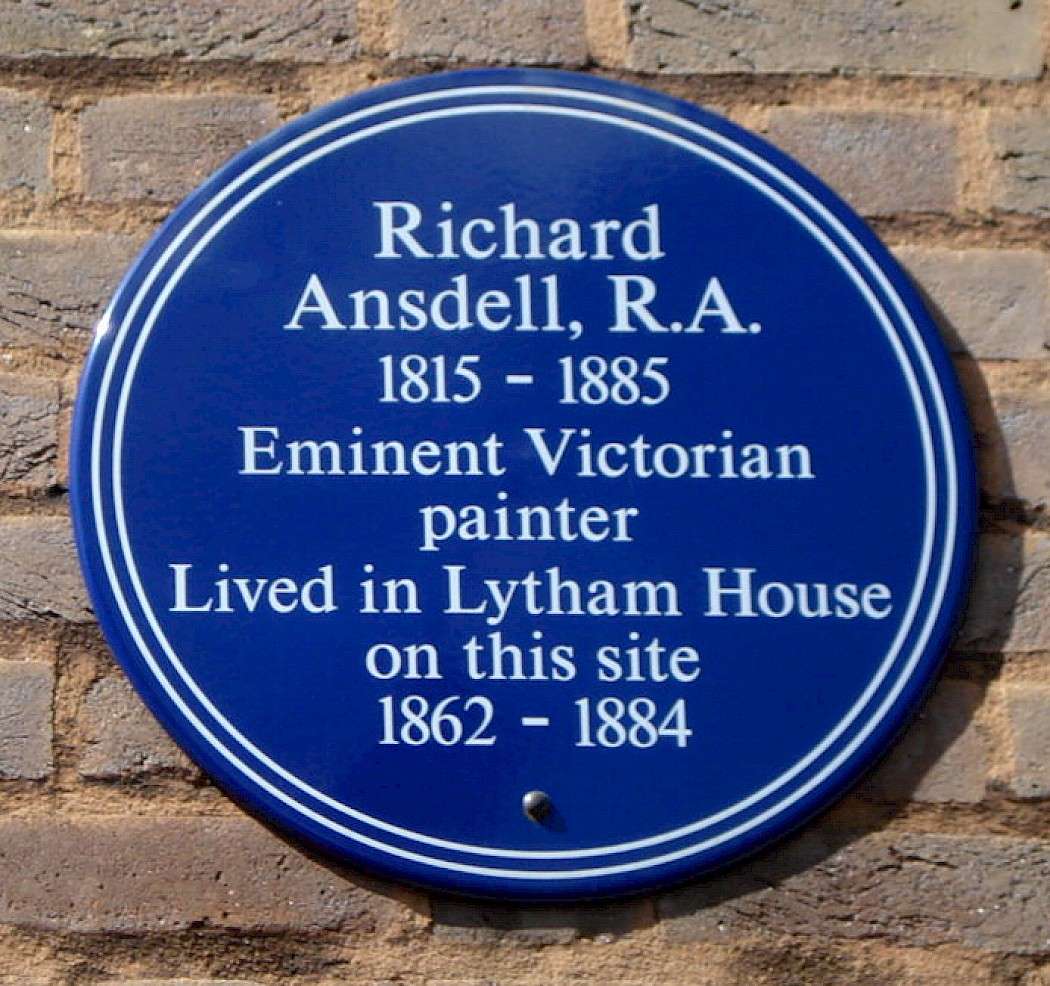 Richard
Ansdell, R.A.
1815 - 1885
Eminent Victorian
painter
Lived in Lytham House
on this site
1862 - 1884